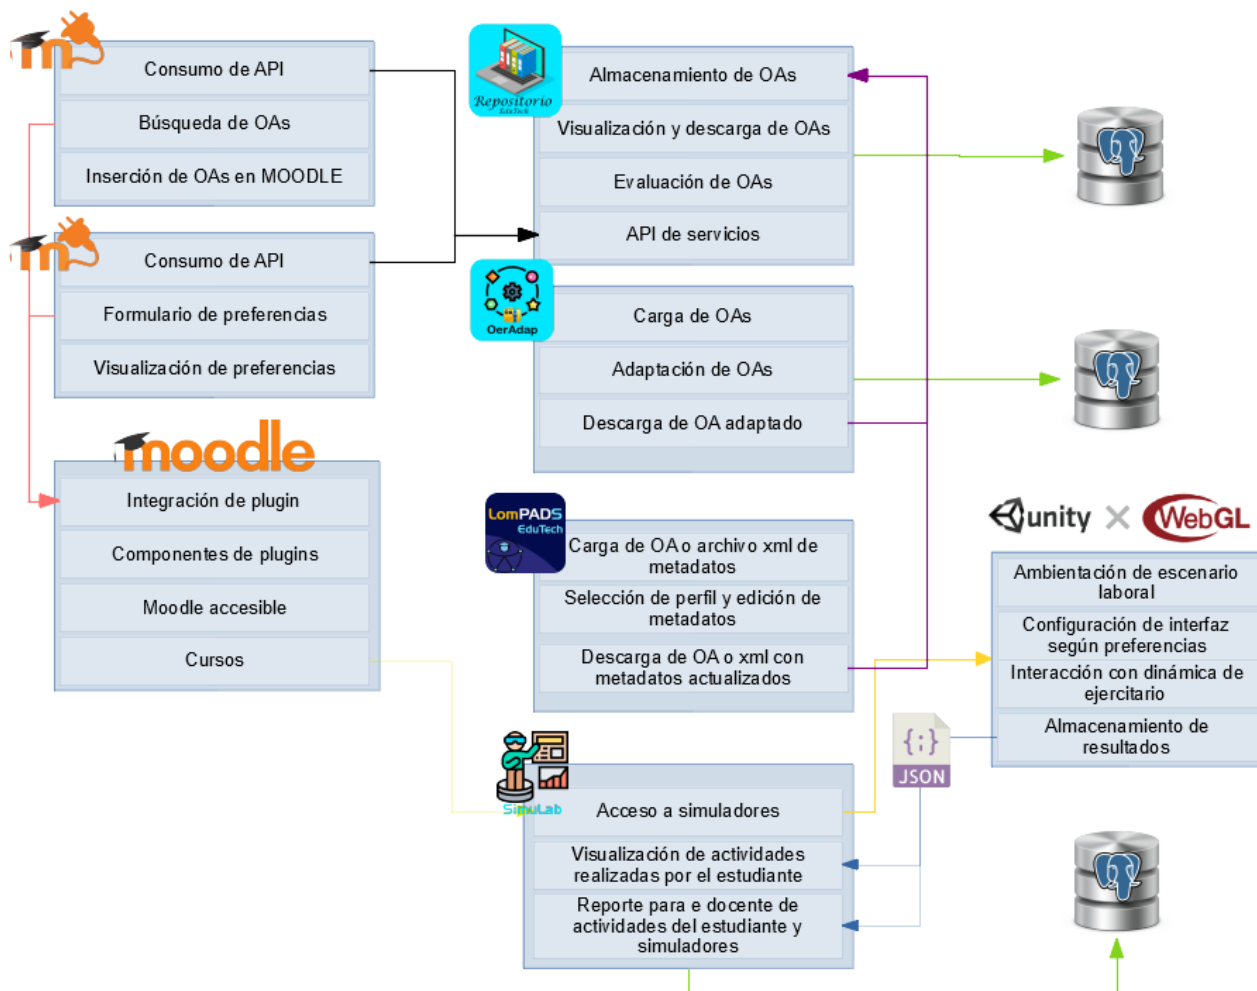 Consumo de API
Búsqueda de OAs
Inserción de OAs en MOODLE
Consumo de API
Formulario de preferencias
Visualización de preferencias
moodle
Integración de plugin
Componentes de plugins
Moodle accesible
Cursos
Repositorio
EduTech
Almacenamiento de OAs
Visualización y descarga de OAs
Evaluación de OAs
API de servicios
OerAdap
Carga de OAs
Adaptación de OAs
Descarga de OA adaptado
LomPADS
EduTech
Carga de OA o archivo xml de
metadatos
Selección de perfil y edición de
metadatos
Descarga de OA o xml con
metadatos actualizados
SimuLab
Acceso a simuladores
Visualización de actividades
realizadas por el estudiante
Reporte para e docente de
actividades del estudiante y
simuladores
{;}
JSON
unity X WebGL
Ambientación de escenario
laboral
Configuración de interfaz
según preferencias
Interacción con dinámica de
ejercitario
Almacenamiento de
resultados